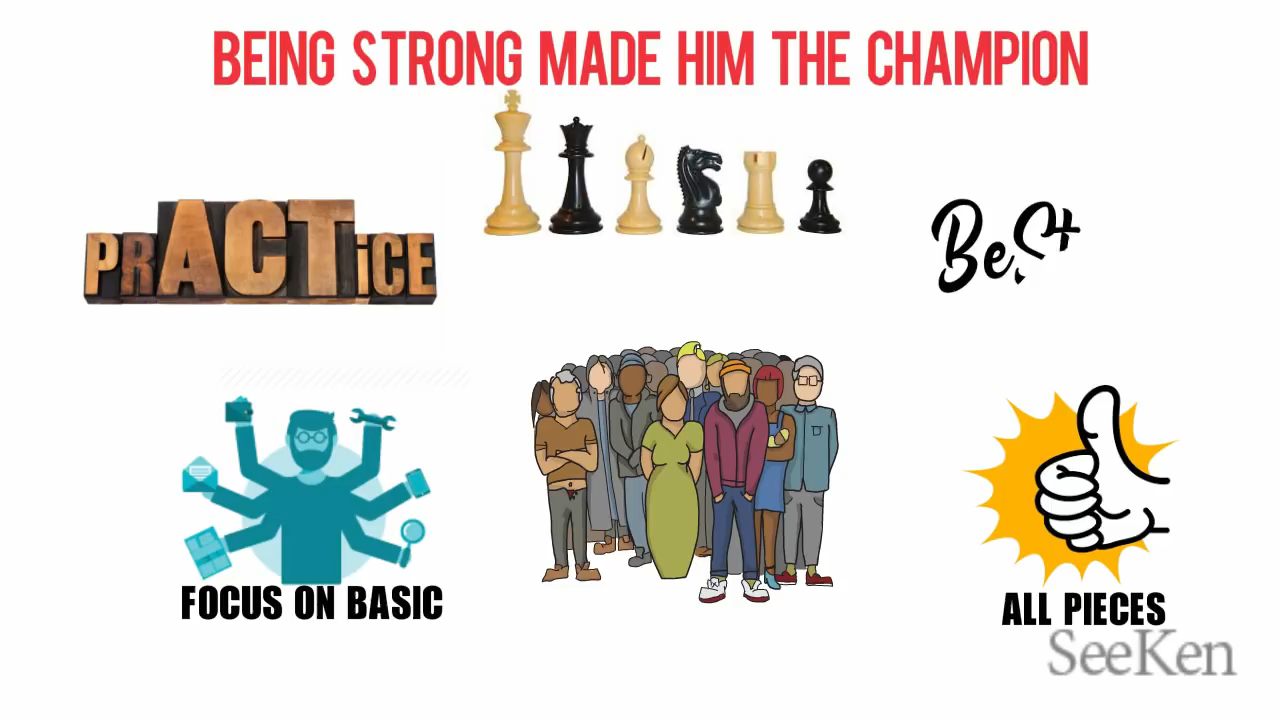 BEING STRONG MADE HIM THE CHAMPION
PRACTICE
Best
FOCUS ON BASIC
ALL PIECES
SeeKen